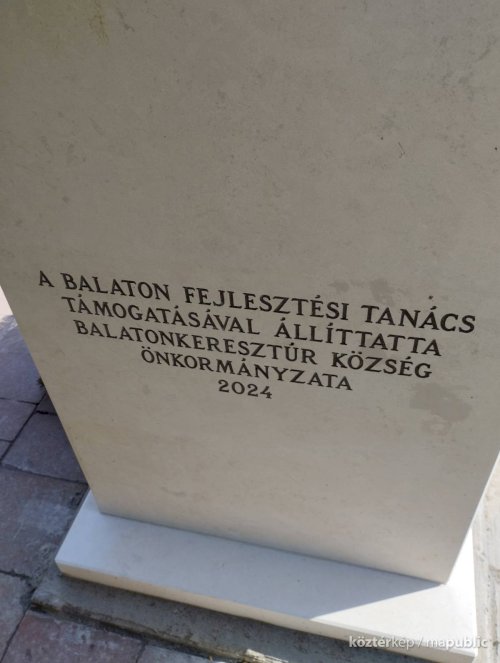 A BALATON FEJLESZTÉSI TANÁCS
TÁMOGATÁSÁVAL ÁLLÍTTATTA
BALATONKERESZTÚR KÖZSÉG
ÖNKORMÁNYZATA
2024
köztérkép / mapublic